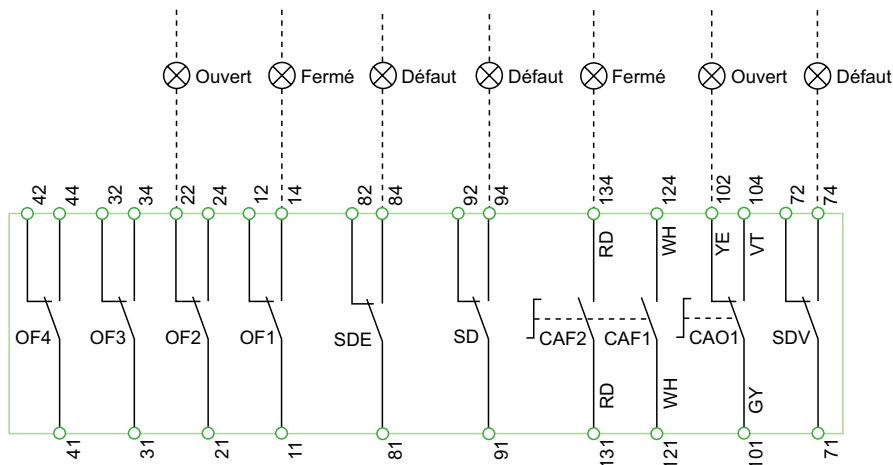 Ouvert Fermé Défaut Défaut Fermé Ouvert Défaut
42 44 32 34 22 24 12 14 82 84 92 94 134 124 102 104 72 74
RD WH YE VT
OF4 OF3 OF2 OF1 SDE SD CAF2 CAF1 CAO1 SDV
RD WH GY
41 31 21 11 81 91 131 121 101 71